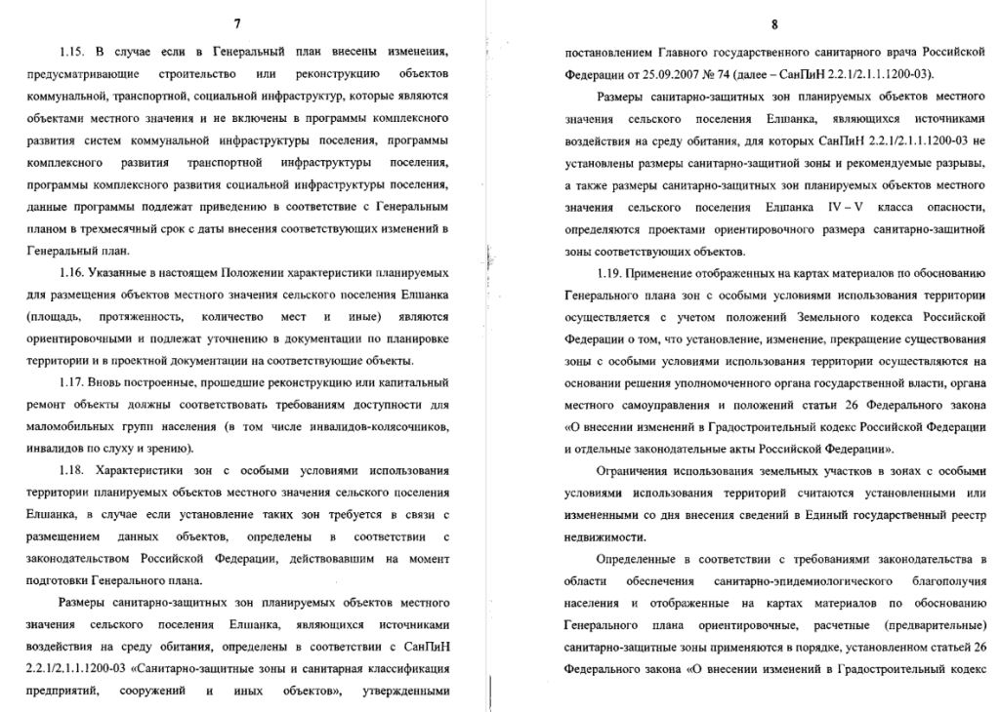 7
1.15. В случае если в Генеральный план внесены изменения,
предусматривающие строительство или реконструкцию объектов
коммунальной, транспортной, социальной инфраструктур, которые являются
объектами местного значения и не включены в программы комплексного
развития систем коммунальной инфраструктуры поселения, программы
комплексного развития транспортной инфраструктуры поселения,
программы комплексного развития социальной инфраструктуры поселения,
данные программы подлежат приведению в соответствие с Генеральным
планом в трехмесячный срок с даты внесения соответствующих изменений в
Генеральный план.
1.16. Указанные в настоящем Положении характеристики планируемых
для размещения объектов местного значения сельского поселения Елшанка
(площадь, протяженность, количество мест и иные) являются
ориентировочными и подлежат уточнению в документации по планировке
территории и в проектной документации на соответствующие объекты.
1.17. Вновь построенные, прошедшие реконструкцию или капитальный
ремонт объекты должны соответствовать требованиям доступности для
маломобильных групп населения (в том числе инвалидов-колясочников,
инвалидов по слуху и зрению).
1.18. Характеристики зон с особыми условиями использования
территории планируемых объектов местного значения сельского поселения
Елшанка, в случае если установление таких зон требуется в связи с
размещением данных объектов, определены в соответствии с
законодательством Российской Федерации, действовавшим на момент
подготовки Генерального плана.
Размеры санитарно-защитных зон планируемых объектов местного
значения сельского поселения Елшанка, являющихся источниками
воздействия на среду обитания, определены в соответствии с СанПиН
2.2.1/2.1.1.1200-03 «Санитарно-защитные зоны и санитарная классификация
предприятий, сооружений и иных объектов», утвержденными
8
постановлением Главного государственного санитарного врача Российской
Федерации от 25.09.2007 № 74 (далее – СанПиН 2.2.1/2.1.1.1200-03).
Размеры санитарно-защитных зон планируемых объектов местного
значения сельского поселения Елшанка, являющихся источниками
воздействия на среду обитания, для которых СанПиН 2.2.1/2.1.1.1200-03 не
установлены размеры санитарно-защитной зоны и рекомендуемые разрывы,
а также размеры санитарно-защитных зон планируемых объектов местного
значения сельского поселения Елшанка IV – V класса опасности,
определяются проектами ориентировочного размера санитарно-защитной
зоны соответствующих объектов.
1.19. Применение отображенных на картах материалов по обоснованию
Генерального плана зон с особыми условиями использования территории
осуществляется с учетом положений Земельного кодекса Российской
Федерации о том, что установление, изменение, прекращение существования
зоны с особыми условиями использования территории осуществляются на
основании решения уполномоченного органа государственной власти, органа
местного самоуправления и положений статьи 26 Федерального закона
«О внесении изменений в Градостроительный кодекс Российской Федерации
и отдельные законодательные акты Российской Федерации».
Ограничения использования земельных участков в зонах с особыми
условиями использования территорий считаются установленными или
измененными со дня внесения сведений в Единый государственный реестр
недвижимости.
Определенные в соответствии с требованиями законодательства в
области обеспечения санитарно-эпидемиологического благополучия
населения и отображенные на картах материалов по обоснованию
Генерального плана ориентировочные, расчетные (предварительные)
санитарно-защитные зоны применяются в порядке, установленном статьей 26
Федерального закона «О внесении изменений в Градостроительный кодекс